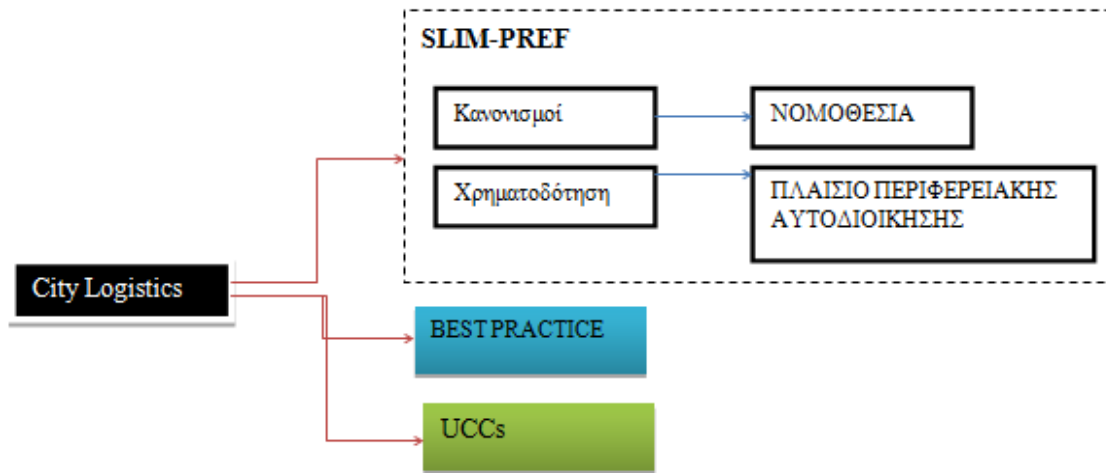 SLIM-PREF
Κανονισμοί
ΝΟΜΟΘΕΣΙΑ
Χρηματοδότηση
ΠΛΑΙΣΙΟ ΠΕΡΙΦΕΡΕΙΑΚΗΣ
ΑΥΤΟΔΙΟΙΚΗΣΗΣ
City Logistics
BEST PRACTICE
UCCs